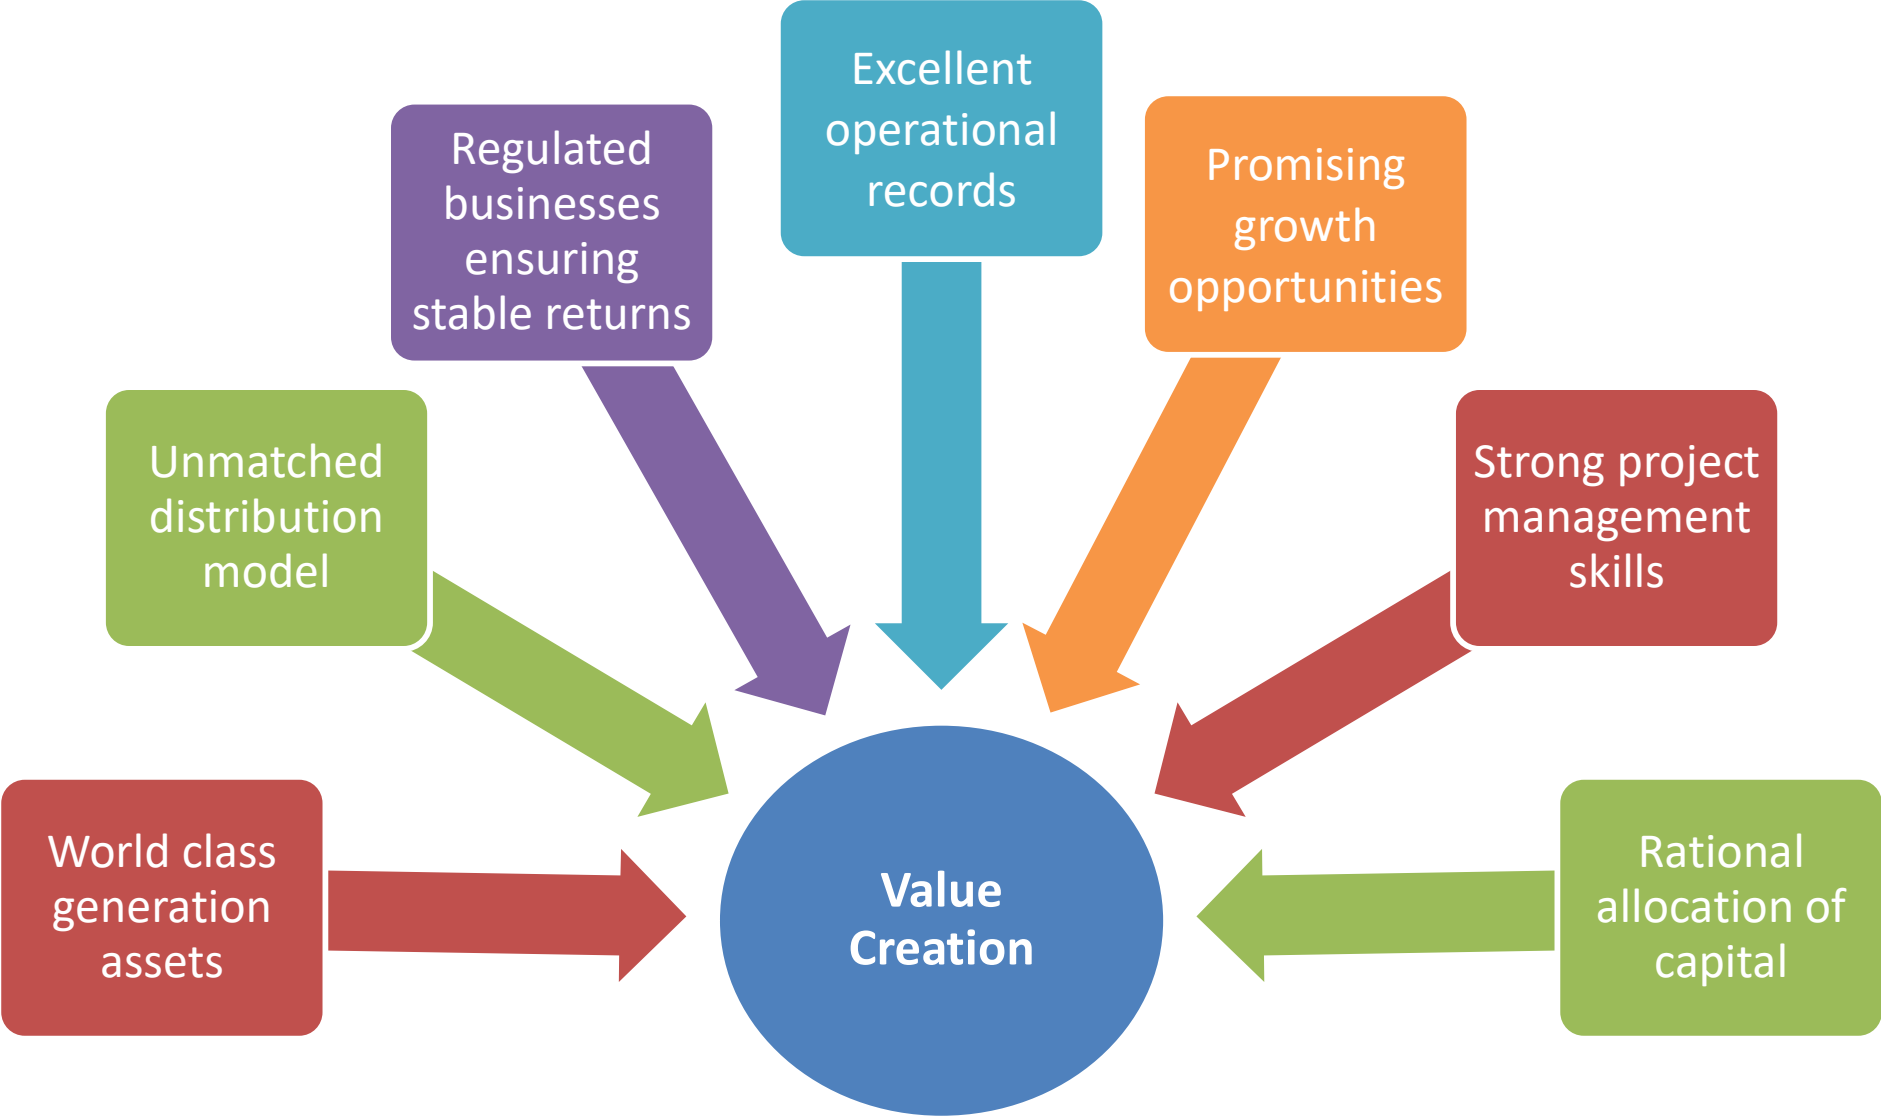 Excellent
operational
records
Regulated
businesses
ensuring
stable returns
Promising
growth
opportunities
Unmatched
distribution
model
Strong project
management
skills
World class
generation
assets
Value
Creation
Rational
allocation of
capital